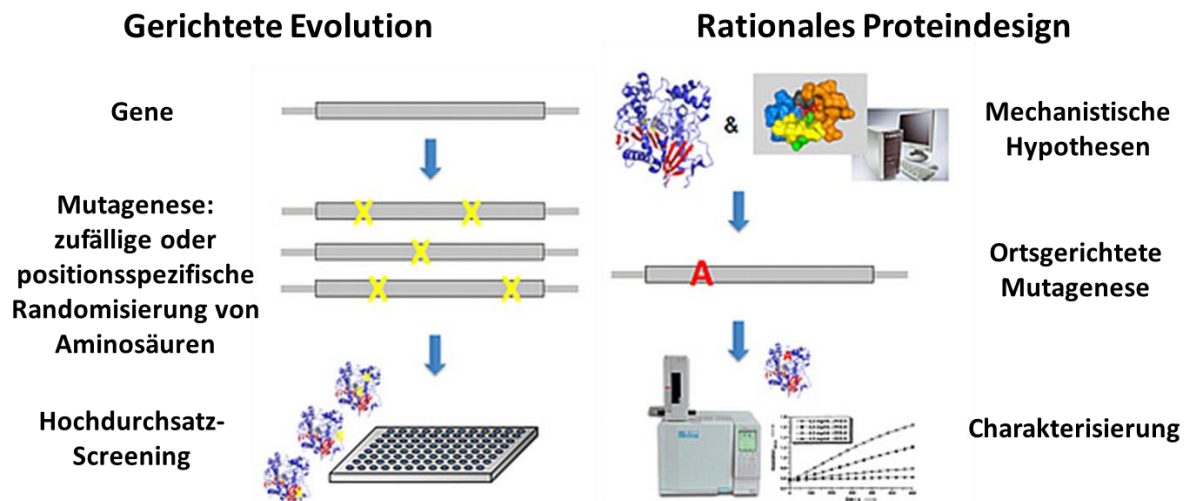 Gerichtete Evolution
Gene
Mutagenese:
zufällige oder
positionsspezifische
Randomisierung von
Aminosäuren
X X
X
X X
Hochdurchsatz-
Screening
Rationales Proteindesign
&
Mechanistische
Hypothesen
A
Ortsgerichtete
Mutagenese
A
Charakterisierung